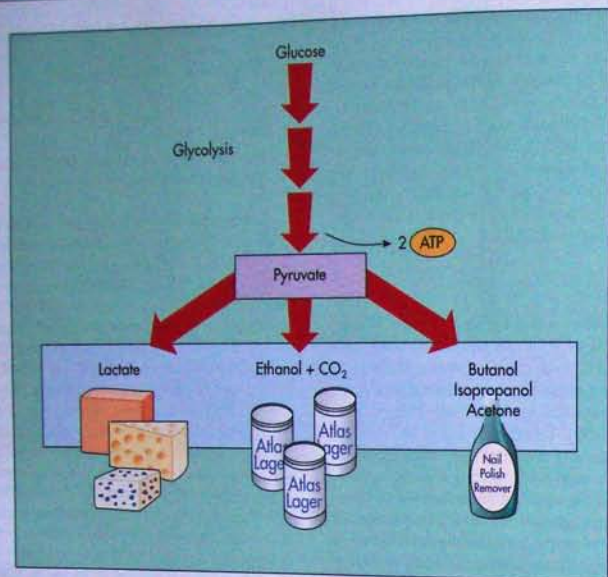 Glucose
Glycolysis
2 ATP
Pyruvate
Lactate
Ethanol + CO₂
Butanol
Isopropanol
Acetone
Atlas
Lager
Atlas
Lager
Atlas
Lager
Nail
Polish
Remover